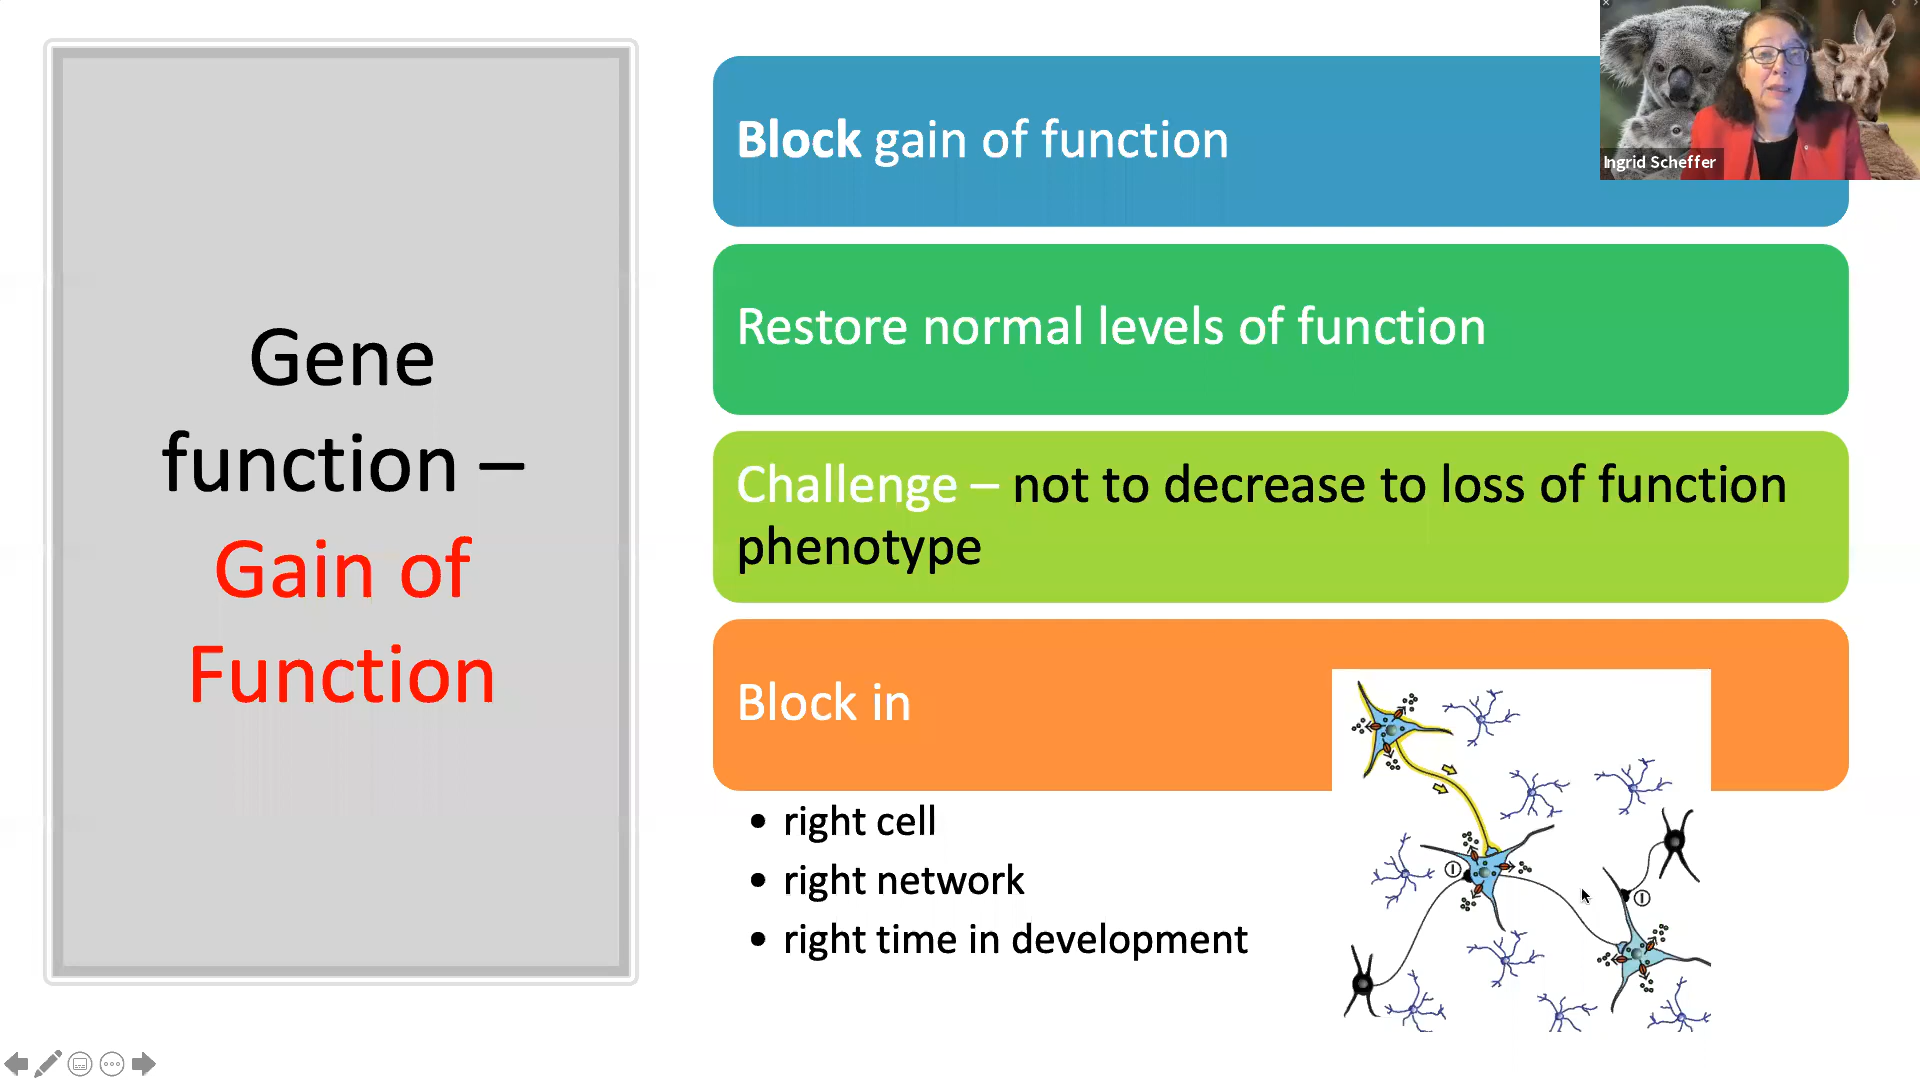 Gene
function –
Gain of
Function
Block gain of function
Restore normal levels of function
Challenge – not to decrease to loss of function
phenotype
Block in
• right cell
• right network
• right time in development
Ingrid Scheffer